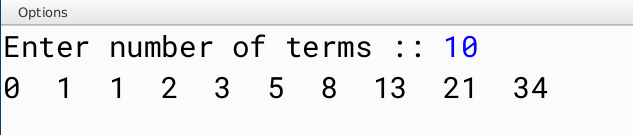 Options
Enter number of terms :: 10
0  1  1  2  3  5  8  13  21  34